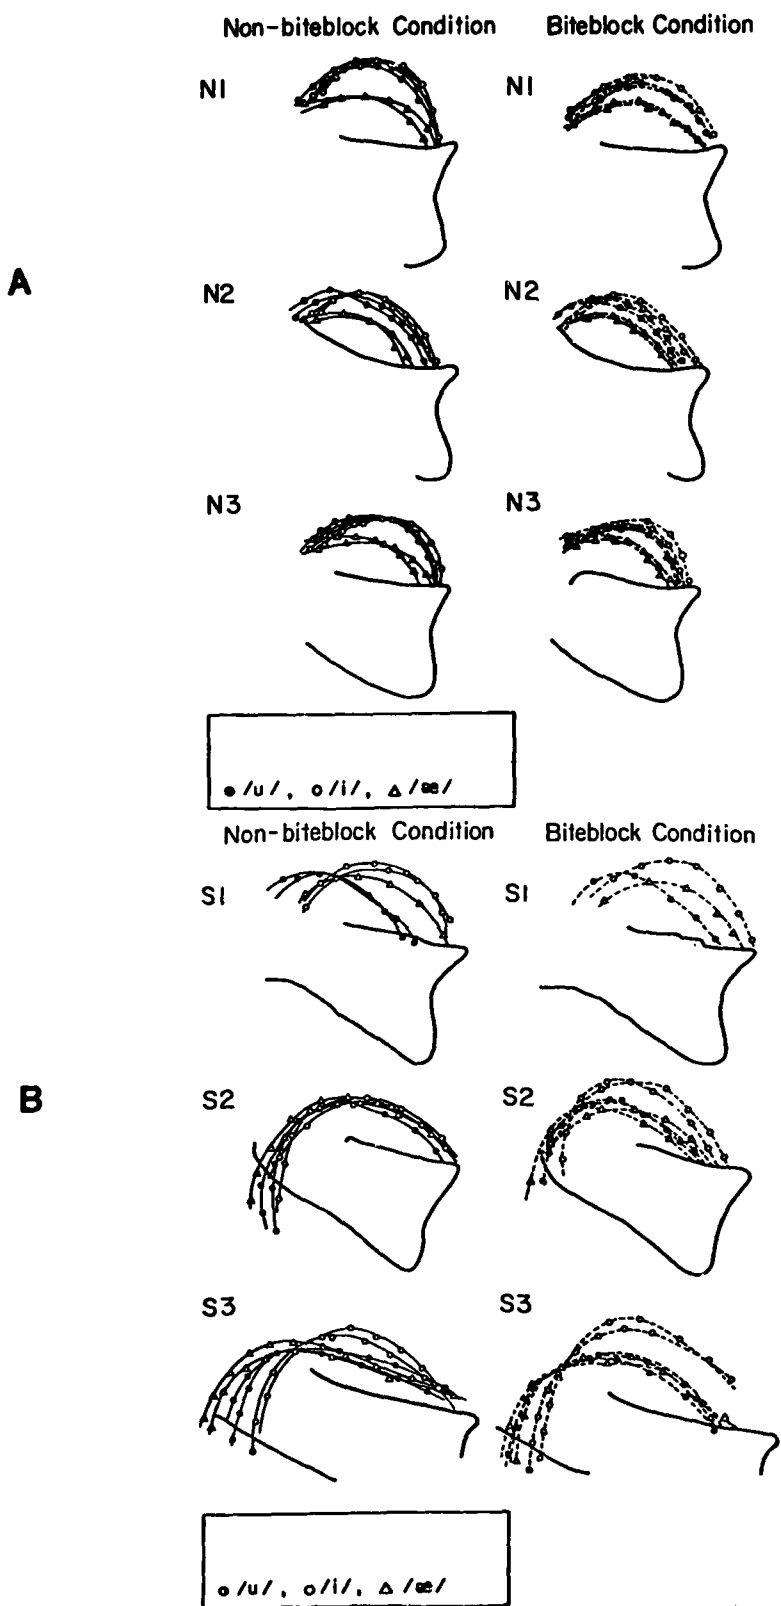 Non-biteblock Condition Biteblock Condition
N1 N1
A
N2 N2
N3 N3
● /u/, ○ /i/, △ /æ/
Non-biteblock Condition Biteblock Condition
S1 S1
B
S2 S2
S3 S3
● /u/, ○ /i/, △ /æ/